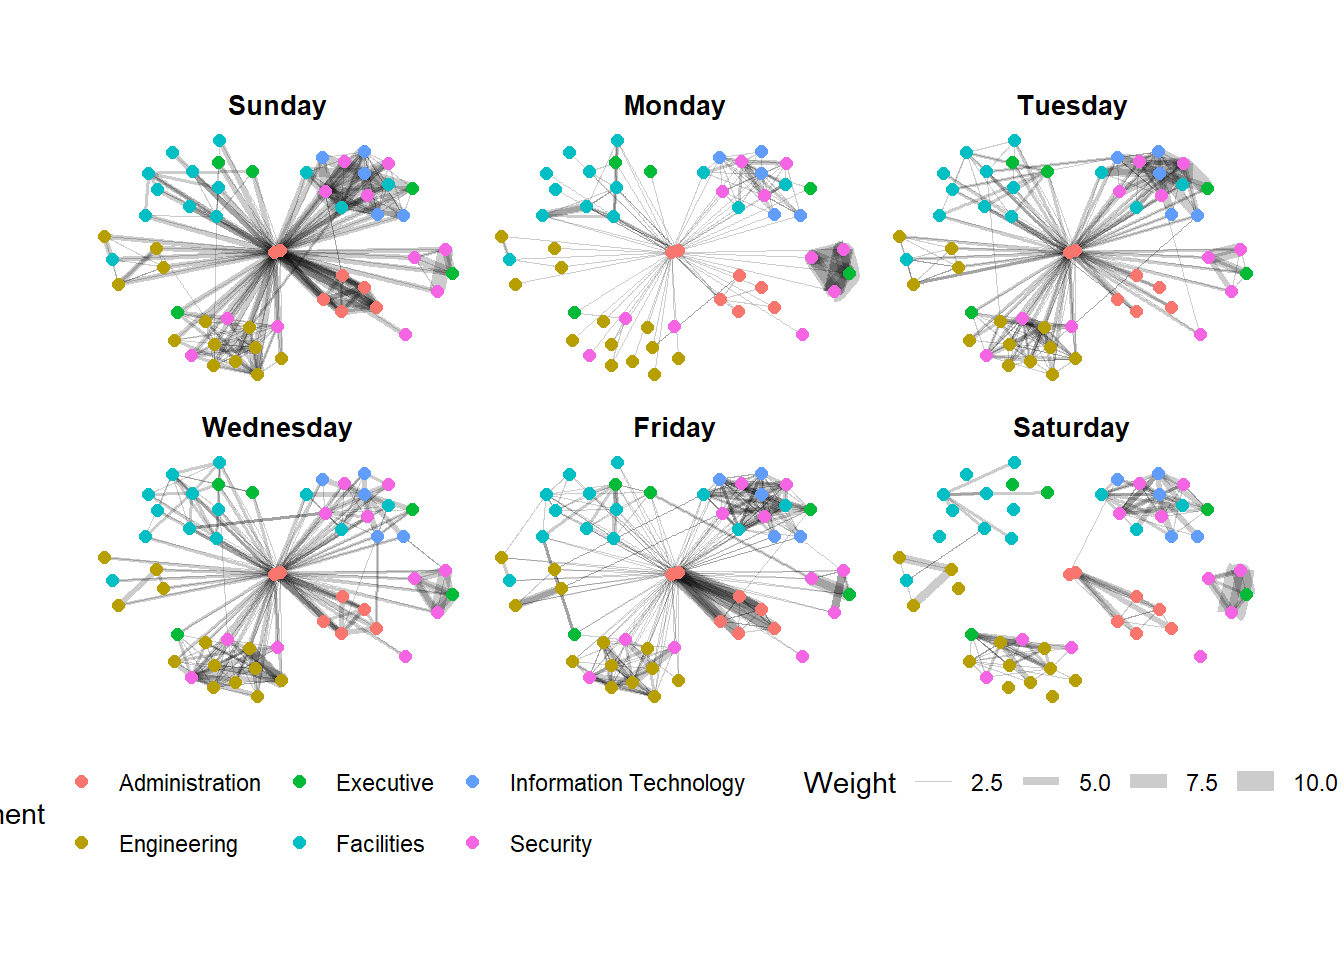 Sunday
Monday
Tuesday
Wednesday
Friday
Saturday
Administration
Executive
Information Technology
Weight
2.5
5.0
7.5
10.0
Engineering
Facilities
Security